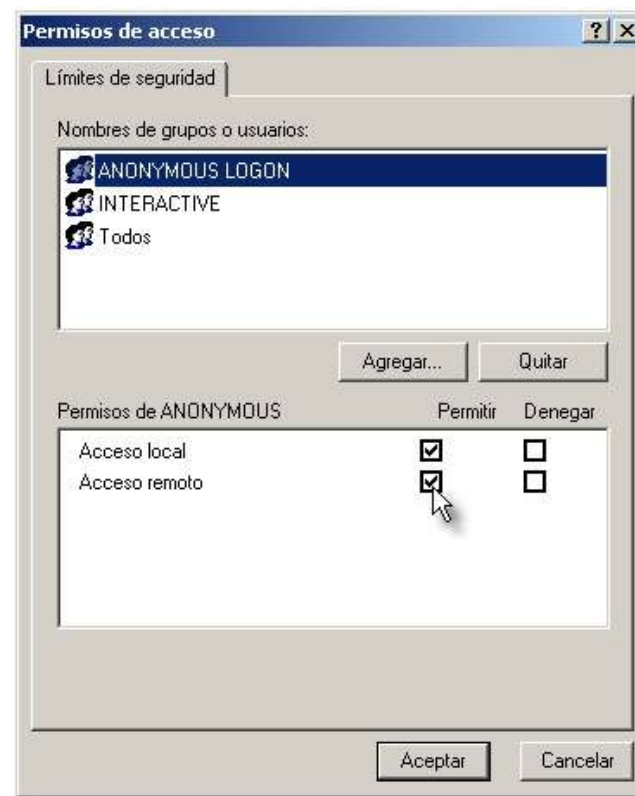 Permisos de acceso
Límites de seguridad
Nombres de grupos o usuarios:
ANONYMOUS LOGON
INTERACTIVE
Todos
Agregar... Quitar
Permisos de ANONYMOUS Permitir Denegar
Acceso local
Acceso remoto
Aceptar Cancelar